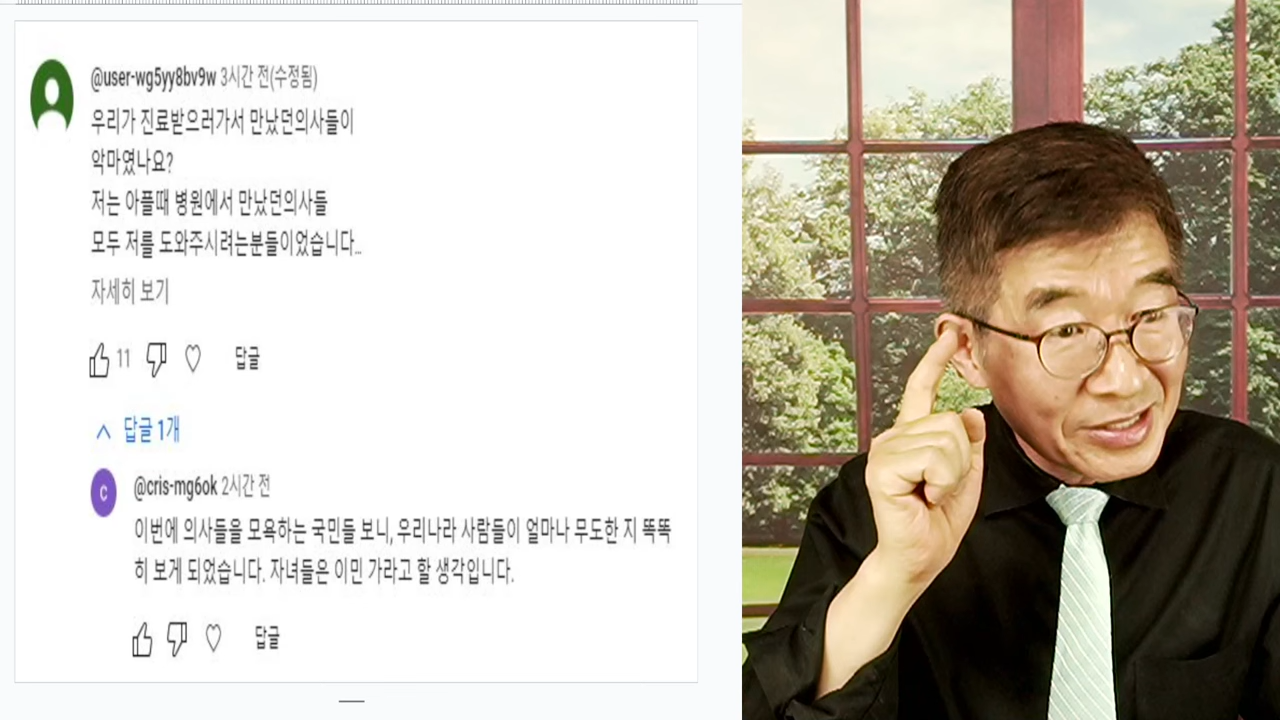 @user-wg5yy8bv9w 3시간 전(수정됨)
우리가 진료받으러가서 만났던의사들이
악마였나요?
저는 아플때 병원에서 만났던의사들
모두 저를 도와주시려는분들이었습니다...
자세히 보기
11 답글
답글 1개
C @cris-mg6ok 2시간 전
이번에 의사들을 모욕하는 국민들 보니, 우리나라 사람들이 얼마나 무도한 지 똑똑
히 보게 되었습니다. 자녀들은 이민 가라고 할 생각입니다.
답글